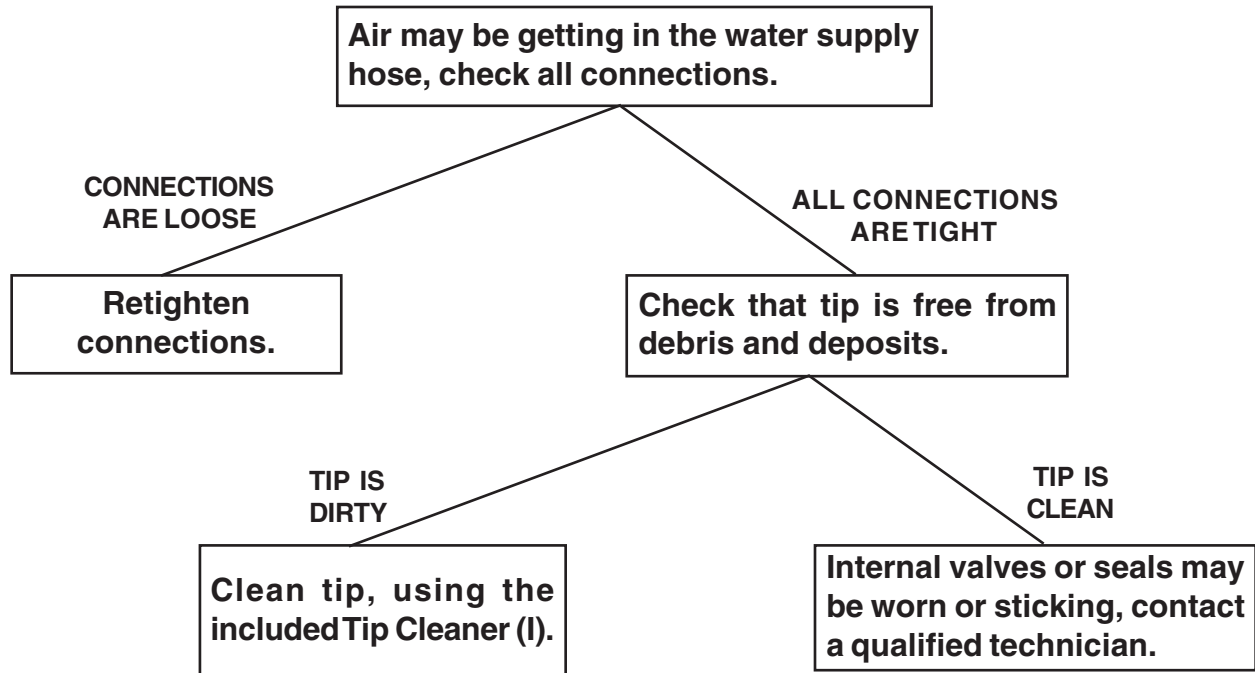 Air may be getting in the water supply
hose, check all connections.
CONNECTIONS
ARE LOOSE
ALL CONNECTIONS
ARE TIGHT
Retighten
connections.
Check that tip is free from
debris and deposits.
TIP IS
DIRTY
TIP IS
CLEAN
Clean tip, using the
included Tip Cleaner (I).
Internal valves or seals may
be worn or sticking, contact
a qualified technician.